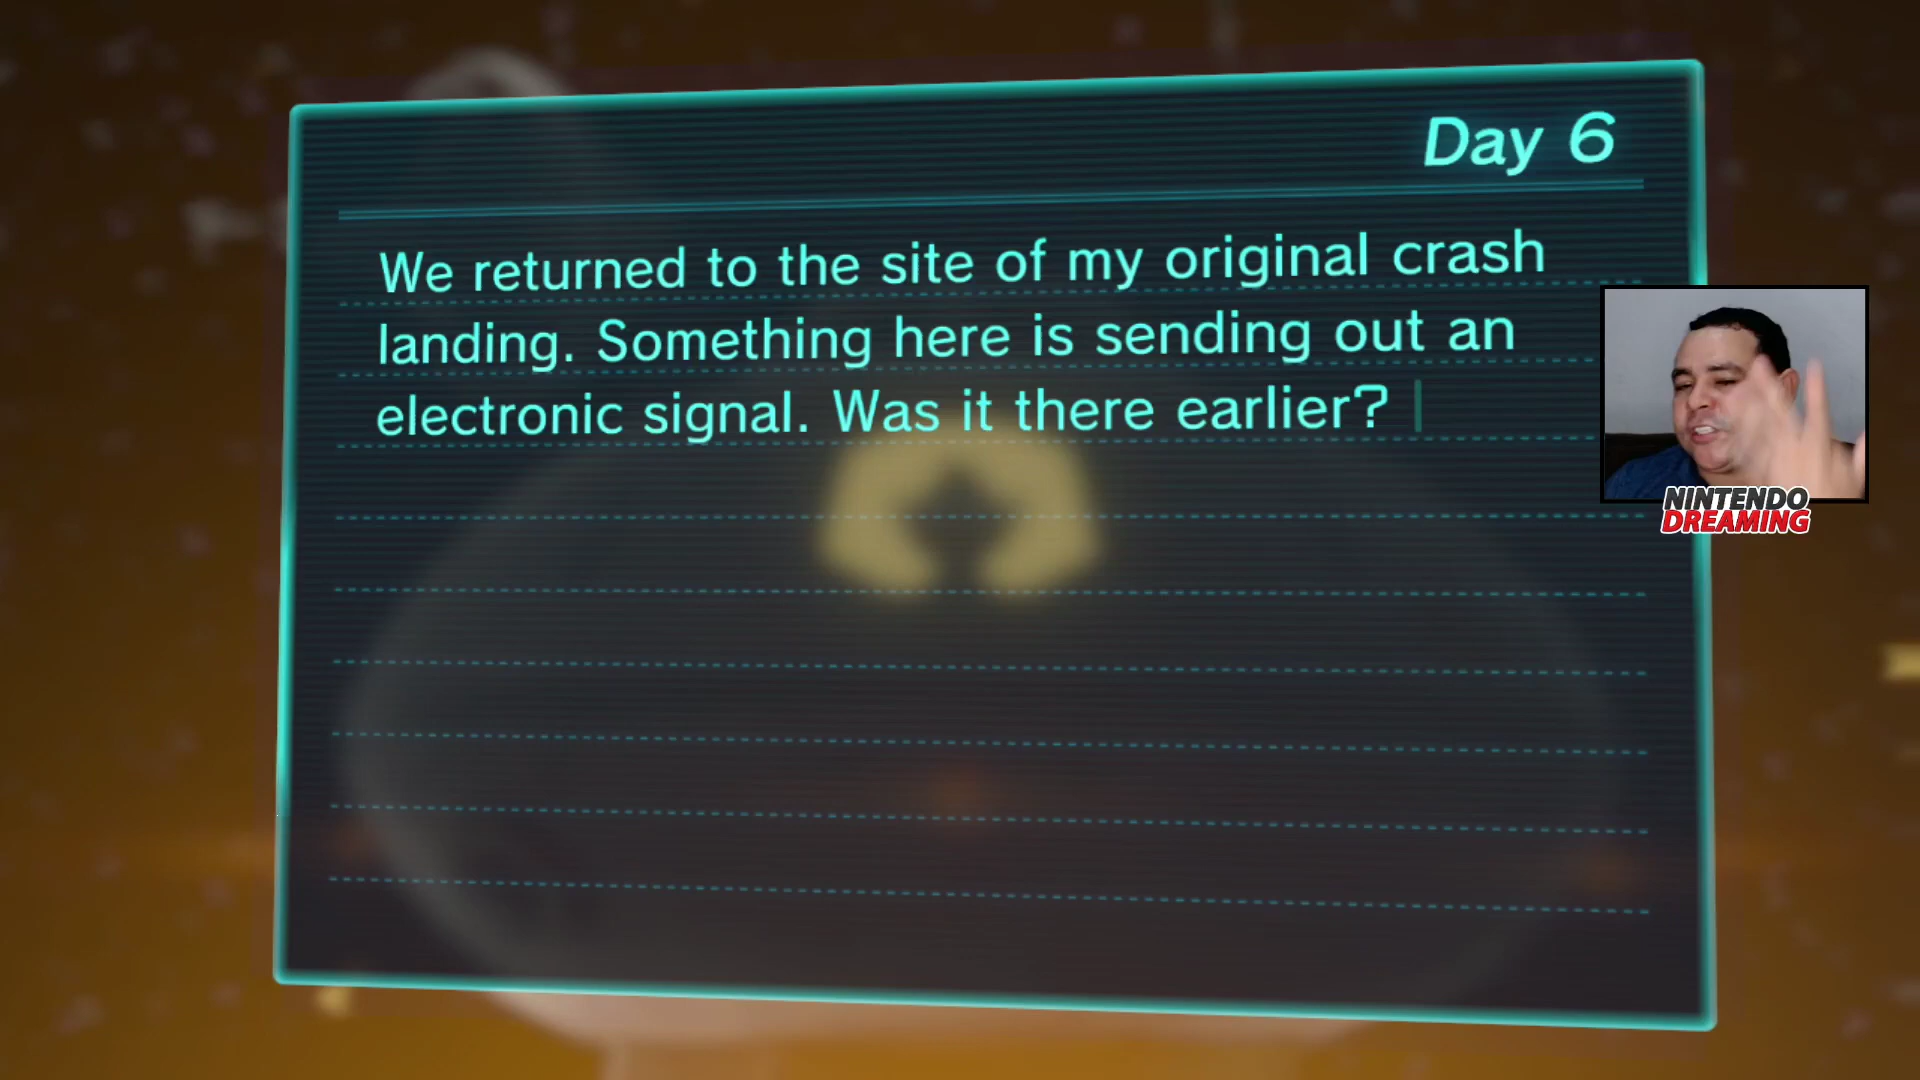 Day 6
We returned to the site of my original crash
landing. Something here is sending out an
electronic signal. Was it there earlier?
NINTENDO
DREAMING